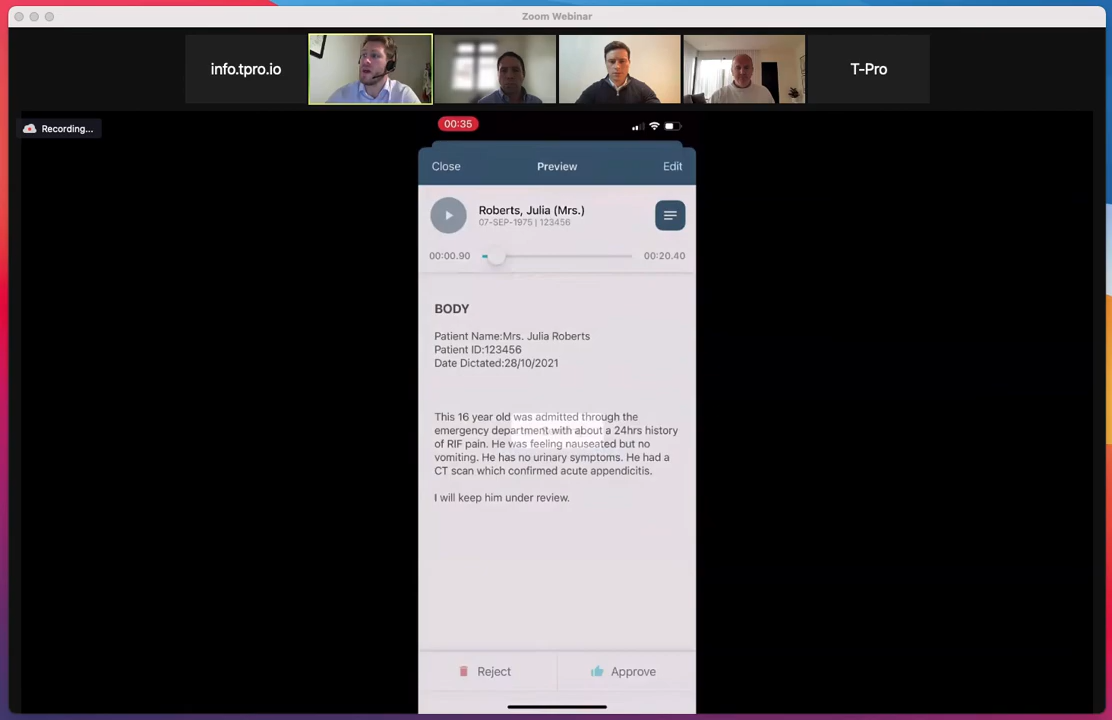 Zoom Webinar
info.tpro.io
T-Pro
Recording...
00:35
Close
Preview
Edit
Roberts, Julia (Mrs.)
07-SEP-1975 | 123456
00:00.90
00:20.40
BODY
Patient Name:Mrs. Julia Roberts
Patient ID:123456
Date Dictated:28/10/2021
This 16 year old was admitted through the
emergency department with about a 24hrs history
of RIF pain. He was feeling nauseated but no
vomiting. He has no urinary symptoms. He had a
CT scan which confirmed acute appendicitis.
I will keep him under review.
Reject
Approve